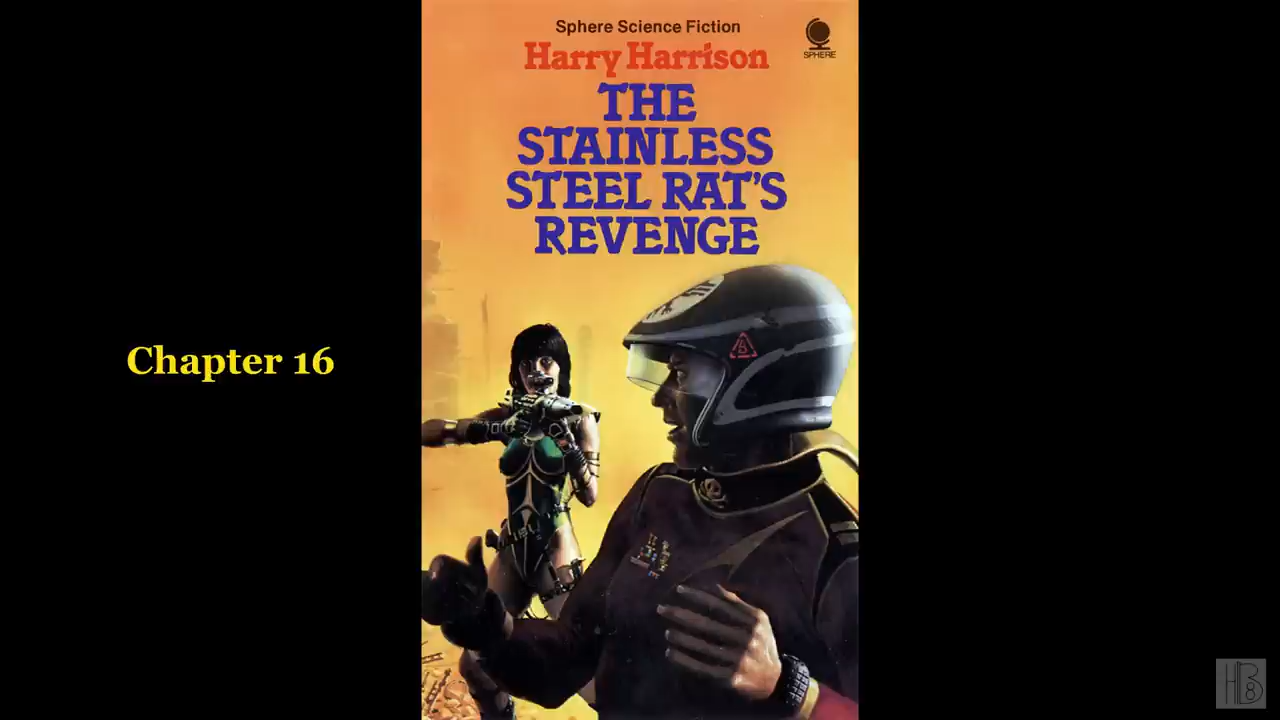 Sphere Science Fiction
SPHERE
Harry Harrison
THE
STAINLESS
STEEL RAT'S
REVENGE
Chapter 16